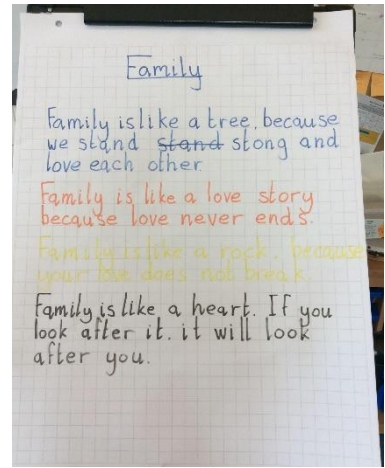 Family
Family is like a tree, because
we stand stand stong and
love each other
Family is like a love story
because love never ends.
Family is like a rock, because
your love does not break.
Family is like a heart. If you
look after it. it will look
after you.